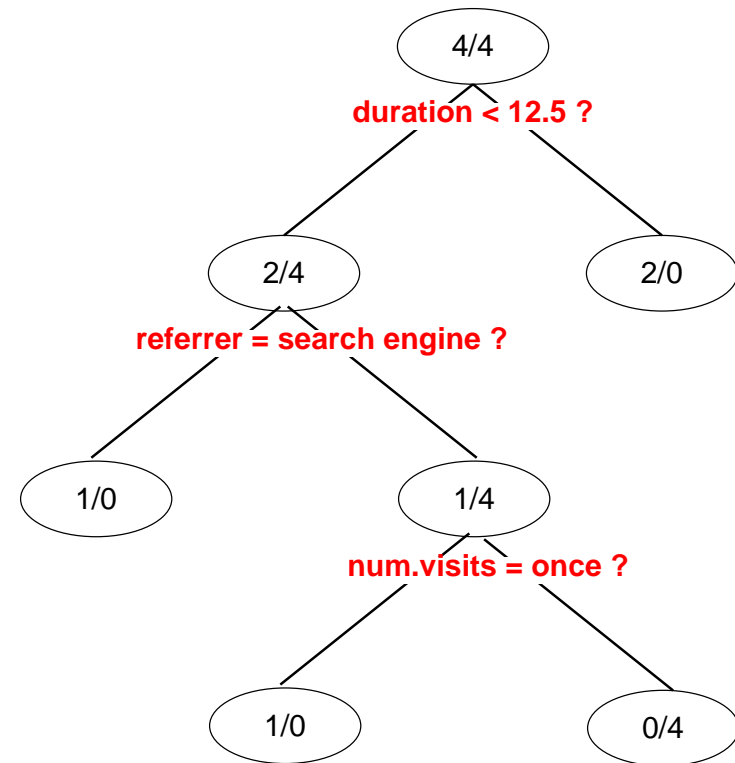 4/4
duration < 12.5 ?
2/4
2/0
referrer = search engine ?
1/0
1/4
num.visits = once ?
1/0
0/4